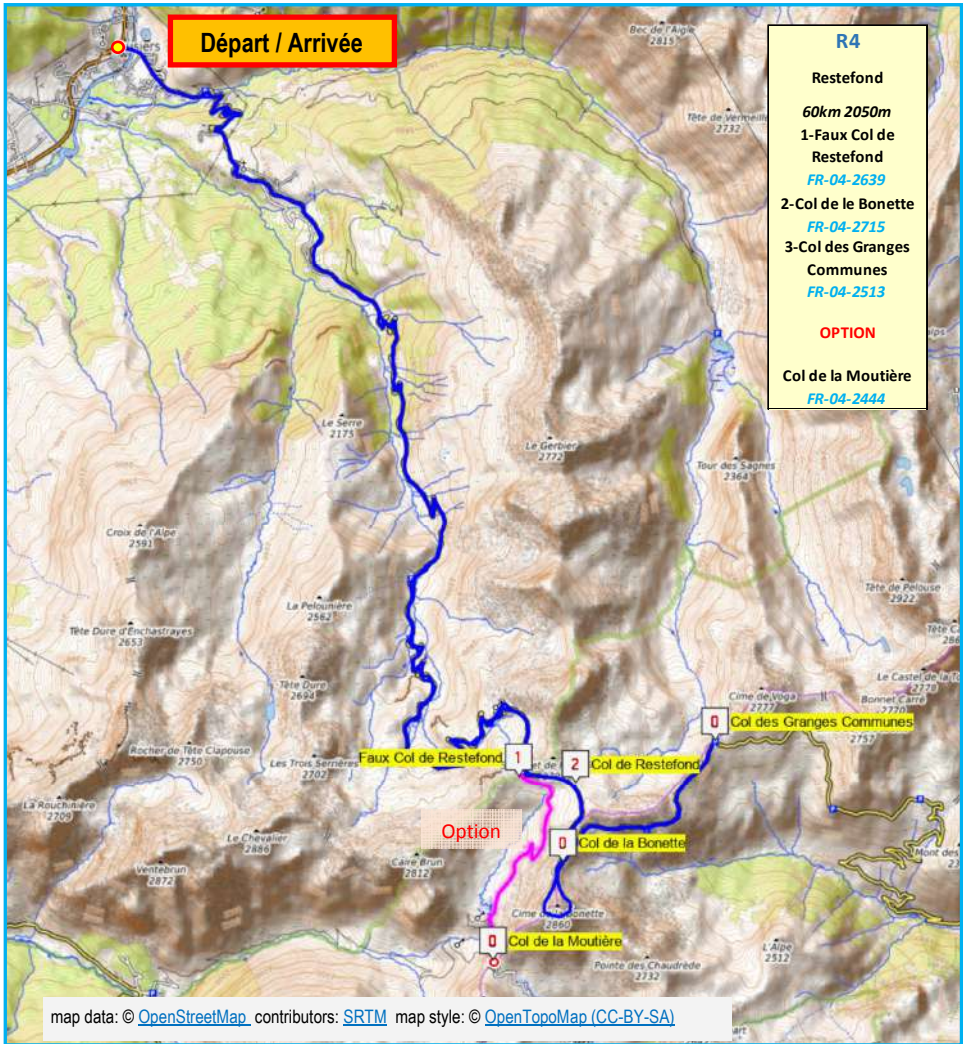 Départ / Arrivée
R4
Restefond
60km 2050m
1-Faux Col de
Restefond
FR-04-2639
2-Col de le Bonette
FR-04-2715
3-Col des Granges
Communes
FR-04-2513
OPTION
Col de la Moutière
FR-04-2444
Bec de l'Aigle
2815
Tête de Vermeille
2732
Le Serre
2175
Le Gerbier
2772
Tour des Sagnes
2364
Croix de l'Alpe
2591
La Pelounière
2562
Tête de Pelouse
2922
Tête Dure d'Enchastrayes
2653
Tête Dure
2694
Cime de Voga
2777
Le Castel de la
2778
Bonnet Carré
2770
2757
0
Col des Granges Communes
Rocher de Tête Clapouse
2750
Les Trois Serrières
2702
Faux Col de Restefond
1
2
Col de Restefond
La Rouchinière
2709
Le Chevalier
2886
Option
0
Col de la Bonette
Ventebrun
2872
Caire Brun
2812
Mont des
Cime de la Bonette
2860
0
Col de la Moutière
L'Alpe
2512
Pointe des Chaudrède
2732
map data: © OpenStreetMap contributors: SRTM map style: © OpenTopoMap (CC-BY-SA)